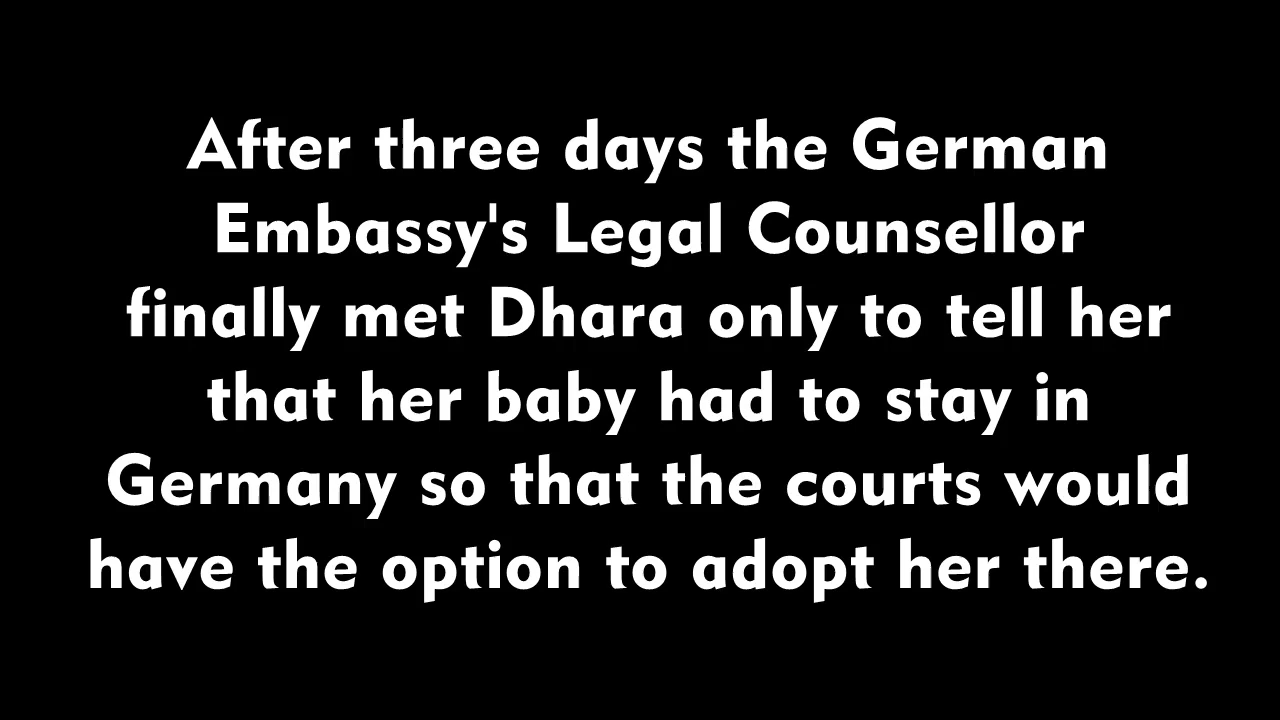 After three days the German
Embassy's Legal Counsellor
finally met Dhara only to tell her
that her baby had to stay in
Germany so that the courts would
have the option to adopt her there.